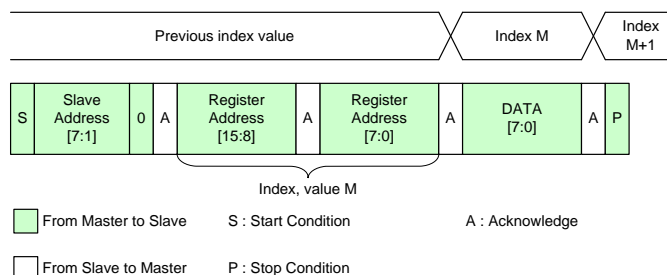 Previous index value
Index M
Index
M+1
S
Slave
Address
[7:1]
0
A
Register
Address
[15:8]
A
Register
Address
[7:0]
A
DATA
[7:0]
A
P
Index, value M
From Master to Slave
S : Start Condition
A : Acknowledge
From Slave to Master
P : Stop Condition